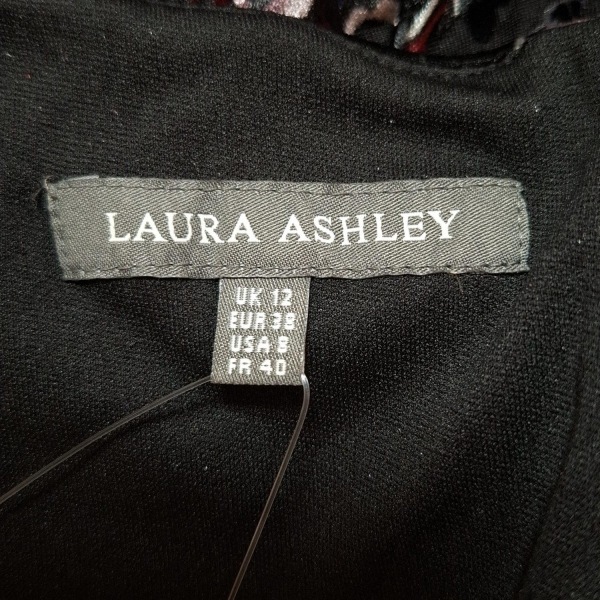 LAURA ASHLEY
UK 12
EUR 38
USA 8
FR 40